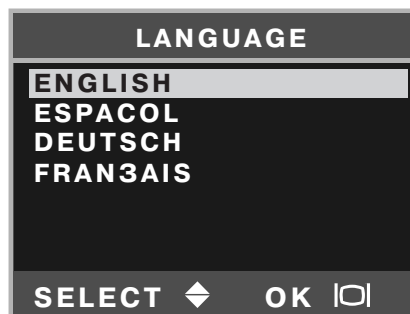 LANGUAGE
ENGLISH
ESPACOL
DEUTSCH
FRAN3AIS
SELECT OK